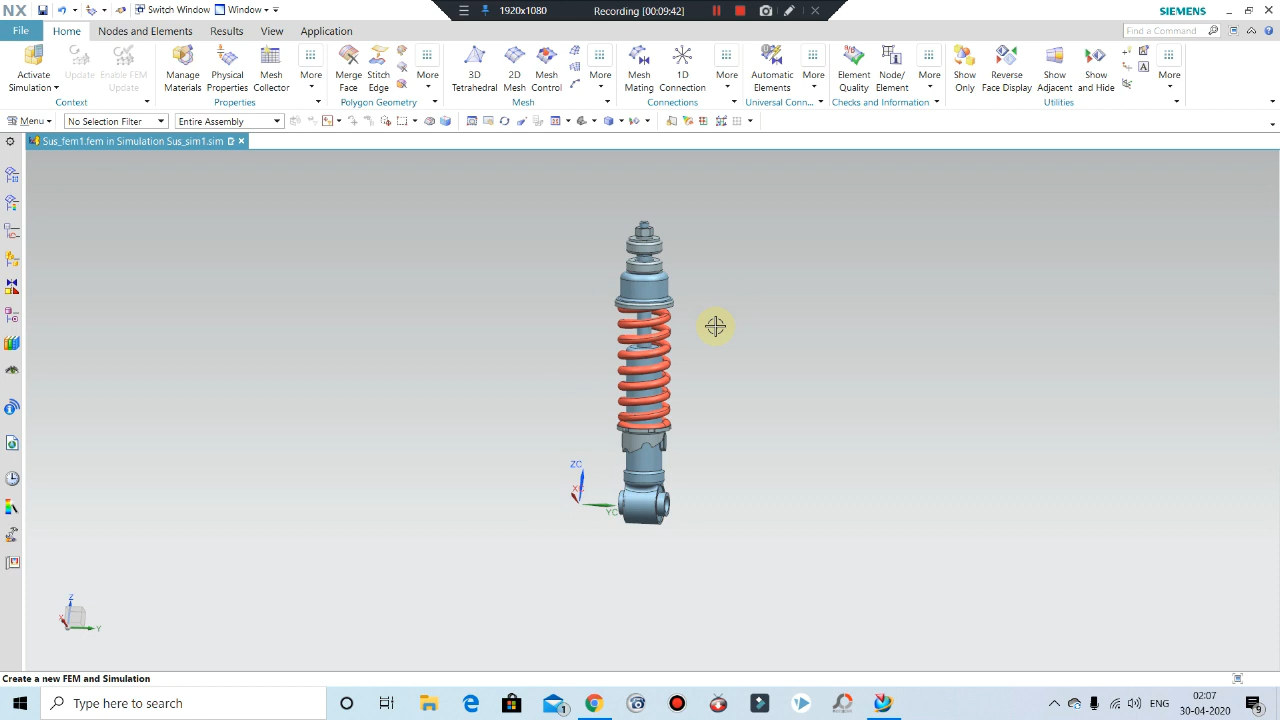 NX Switch Window Window 1920x1080 Recording [00:09:42] SIEMENS
File Home Nodes and Elements Results View Application Find a Command
Activate Simulation Update Enable FEM Update Manage Materials Physical Properties Mesh Collector More Merge Face Stitch Edge More 3D Tetrahedral 2D Mesh Mesh Control More Mesh Mating 1D Connection More Automatic Elements More Element Quality Node/Element More Show Only Reverse Face Display Show Adjacent Show and Hide More
Context Properties Polygon Geometry Mesh Connections Universal Conn... Checks and Information Utilities
Menu No Selection Filter Entire Assembly
Sus_fem1.fem in Simulation Sus_sim1.sim
ZC
YC
Z
X
Y
Create a new FEM and Simulation
Type here to search 1 ENG 02:07
30-04-2020